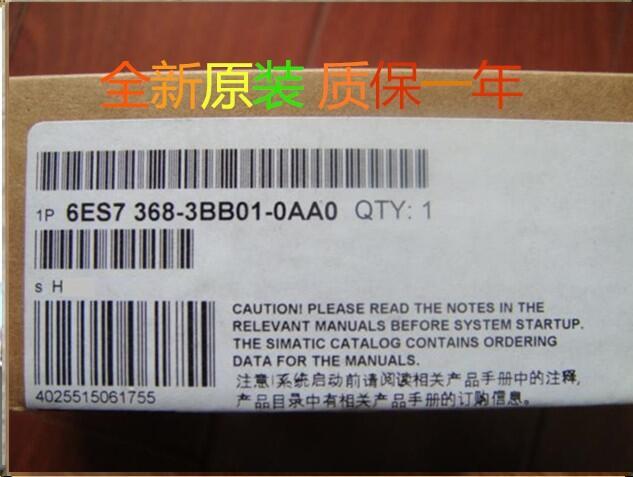 全新原装 质保一年
1P 6ES7 368-3BB01-0AA0 QTY: 1
S H
4025515061755
CAUTION! PLEASE READ THE NOTES IN THE
RELEVANT MANUALS BEFORE SYSTEM STARTUP.
THE SIMATIC CATALOG CONTAINS ORDERING
DATA FOR THE MANUALS.
注意!系统启动前请阅读相关产品手册中的注释,
产品目录中有相关产品手册的订购信息。